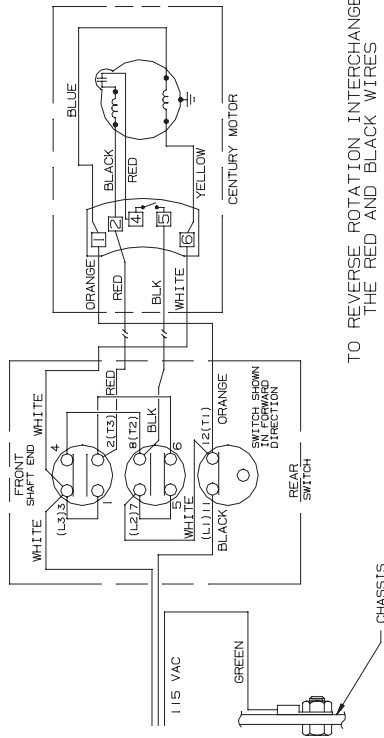 FRONT
SHAFT END
WHITE
WHITE
(L3)3
4
1
2(T3)
RED
(L2)7
8(T2)
5
6
BLK
WHITE
(L1)11
12(T1)
BLACK
ORANGE
SWITCH SHOWN
IN FORWARD
DIRECTION
REAR
SWITCH
115 VAC
GREEN
CHASSIS
ORANGE
RED
BLK
WHITE
1
2
4
5
6
BLUE
BLACK
RED
YELLOW
CENTURY MOTOR
TO REVERSE ROTATION INTERCHANGE
THE RED AND BLACK WIRES